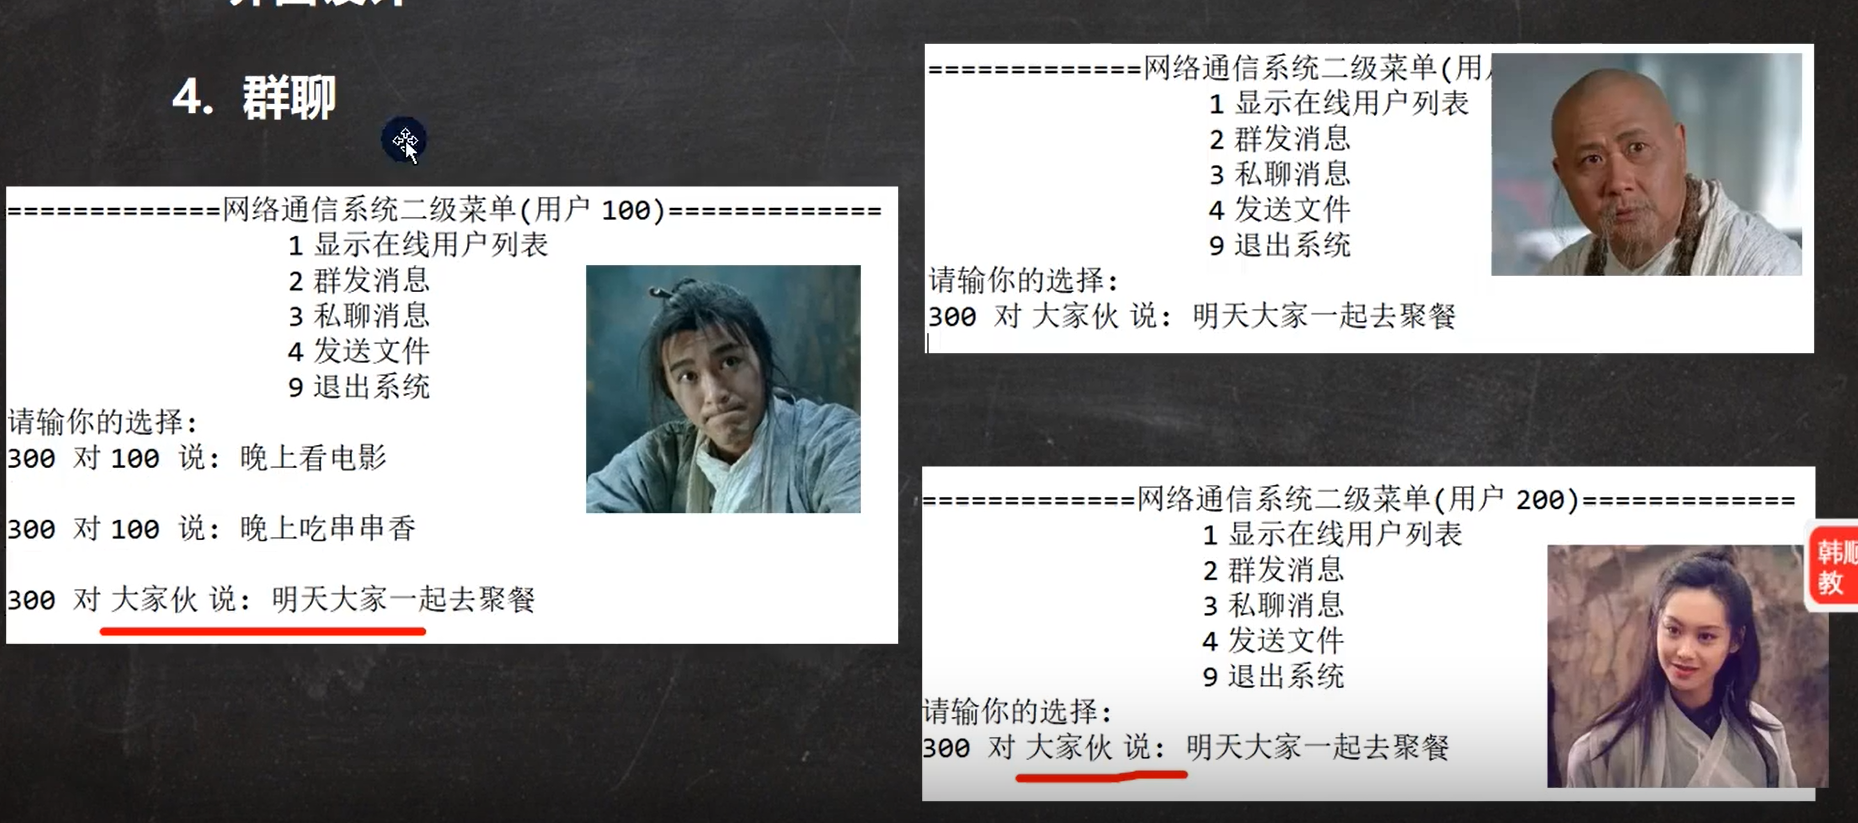 4. 群聊
=============网络通信系统二级菜单(用户 100)=============
1 显示在线用户列表
2 群发消息
3 私聊消息
4 发送文件
9 退出系统
请输你的选择:
300 对 100 说: 晚上看电影
300 对 100 说: 晚上吃串串香
300 对 大家伙 说: 明天大家一起去聚餐
=============网络通信系统二级菜单(用
1 显示在线用户列表
2 群发消息
3 私聊消息
4 发送文件
9 退出系统
请输你的选择:
300 对 大家伙 说: 明天大家一起去聚餐
=============网络通信系统二级菜单(用户 200)=============
1 显示在线用户列表
2 群发消息
3 私聊消息
4 发送文件
9 退出系统
请输你的选择:
300 对 大家伙 说: 明天大家一起去聚餐
韩顺
教